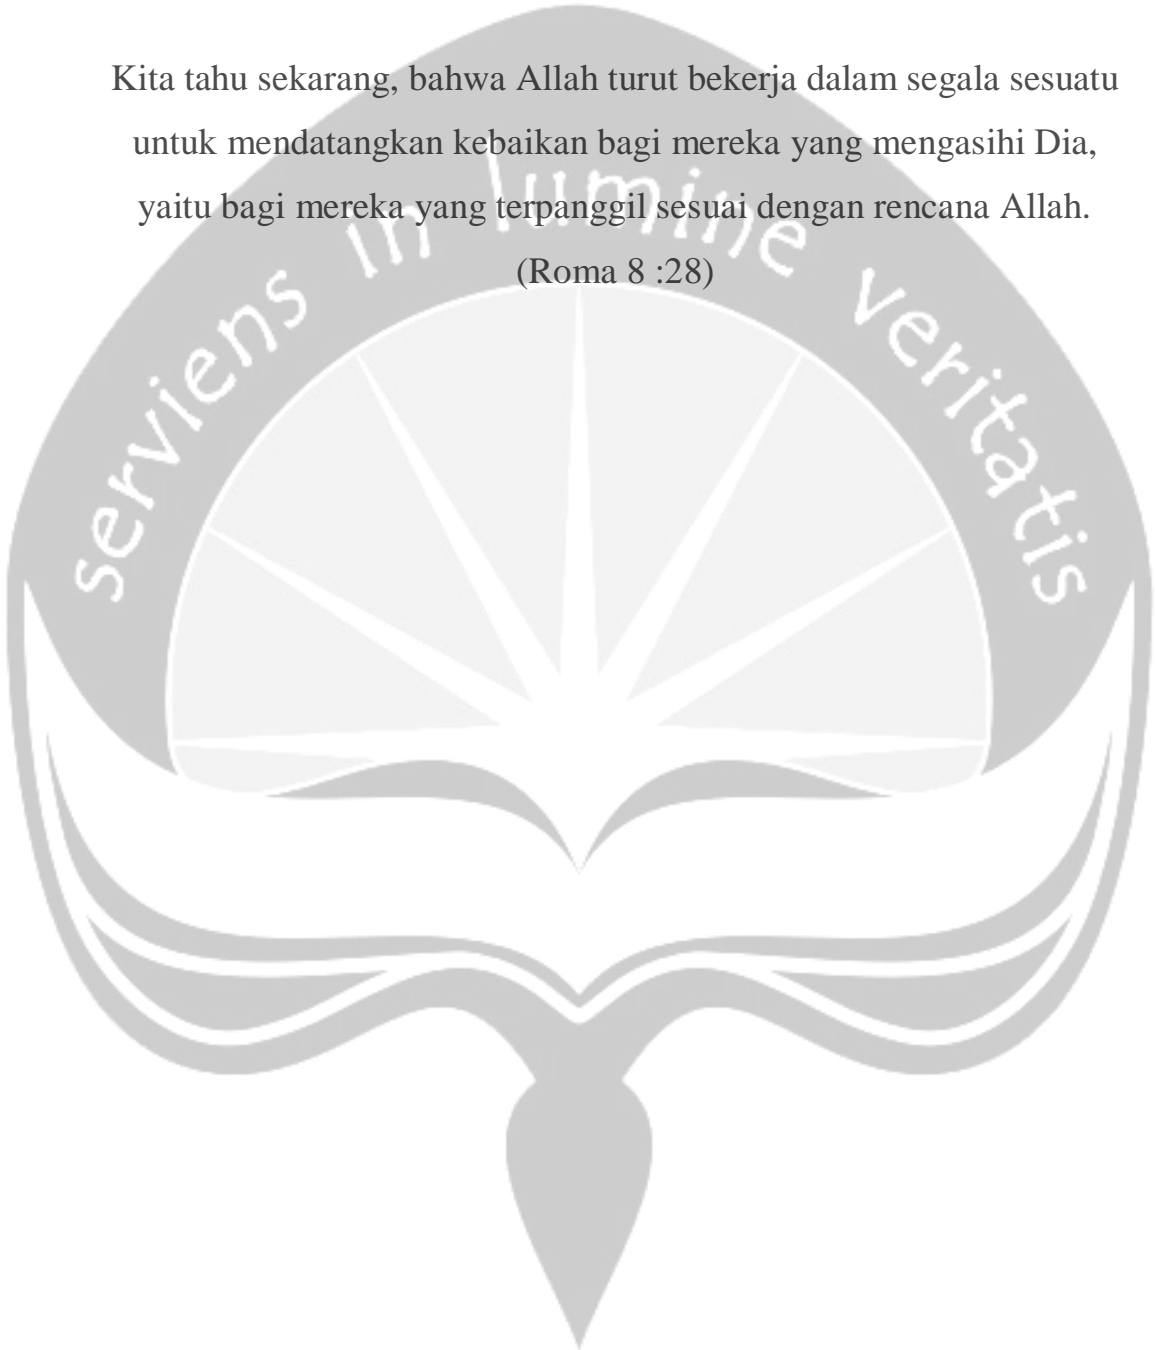 Kita tahu sekarang, bahwa Allah turut bekerja dalam segala sesuatu
untuk mendatangkan kebaikan bagi mereka yang mengasihi Dia,
yaitu bagi mereka yang terpanggil sesuai dengan rencana Allah.
(Roma 8 :28)
serviens in lumine veritatis